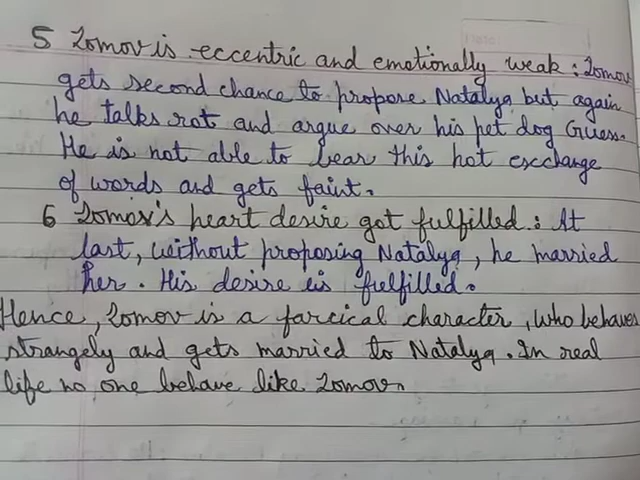 5 Lomov is eccentric and emotionally weak: Lomov
gets second chance to propose Natalya but again
he talks rot and argue over his pet dog Guess.
He is not able to bear this hot exchange
of words and gets faint.
6 Lomov's heart desire got fulfilled: At
last, without proposing Natalya, he married
her. His desire is fulfilled.
Hence, Lomov is a farcical character, who behaves
strangely and gets married to Natalya. In real
life no one behave like Lomov.